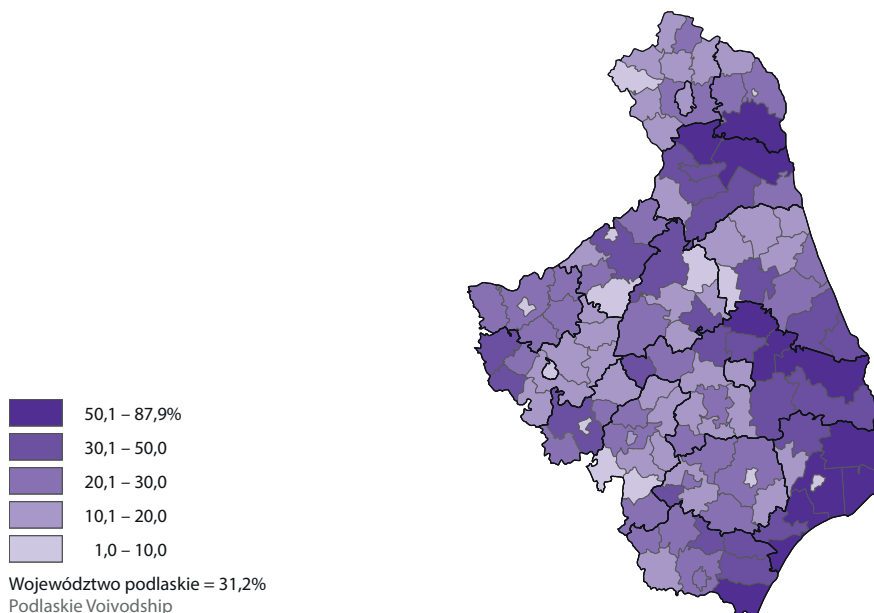 50,1 – 87,9%
30,1 – 50,0
20,1 – 30,0
10,1 – 20,0
1,0 – 10,0
Województwo podlaskie = 31,2%
Podlaskie Voivodship